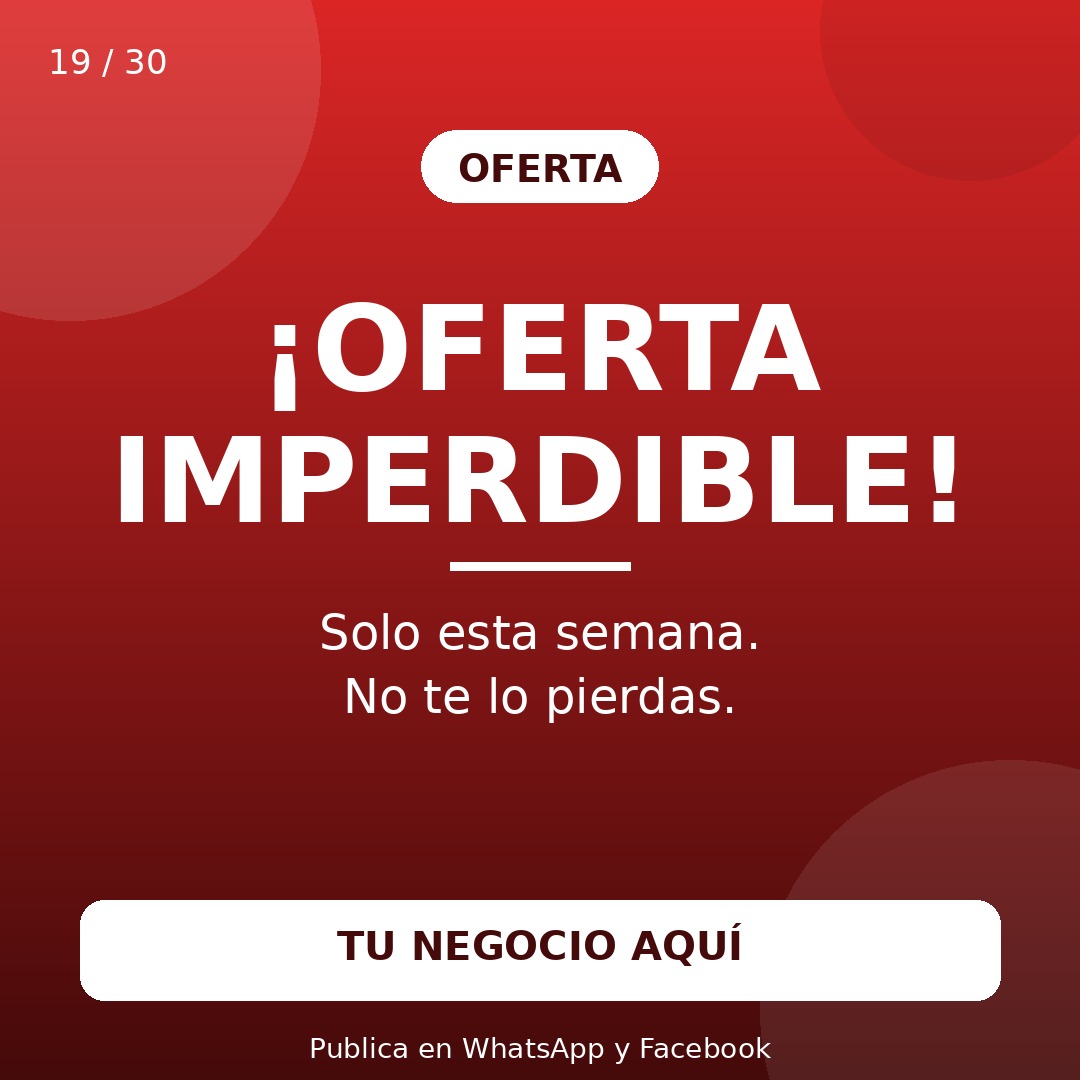 19 / 30
OFERTA
¡OFERTA
IMPERDIBLE!
Solo esta semana.
No te lo pierdas.
TU NEGOCIO AQUÍ
Publica en WhatsApp y Facebook